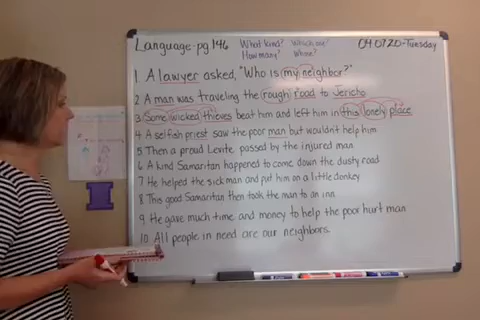 Language-pg 146 What kind? Which one? 04.07.20-Tuesday
How many? Whose?
1. A lawyer asked, "Who is my neighbor?"
2 A man was traveling the rough road to Jericho
3 Some wicked thieves beat him and left him in this lonely place
4 A selfish priest saw the poor man but wouldn't help him
5 Then a proud Levite passed by the injured man
6 A kind Samaritan happened to come down the dusty road
7 He helped the sick man and put him on a little donkey
8 This good Samaritan then took the man to an inn
9 He gave much time and money to help the poor hurt man
10. All people in need are our neighbors.